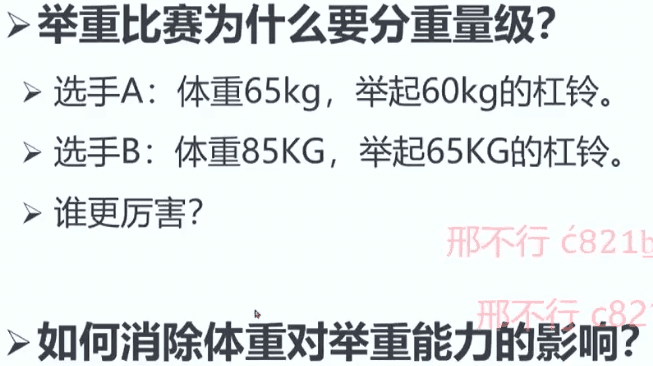 ➢举重比赛为什么要分重量级?
➢ 选手A：体重65kg，举起60kg的杠铃。
➢ 选手B：体重85KG，举起65KG的杠铃。
➢ 谁更厉害?
邢不行
邢不行
➢如何消除体重对举重能力的影响?